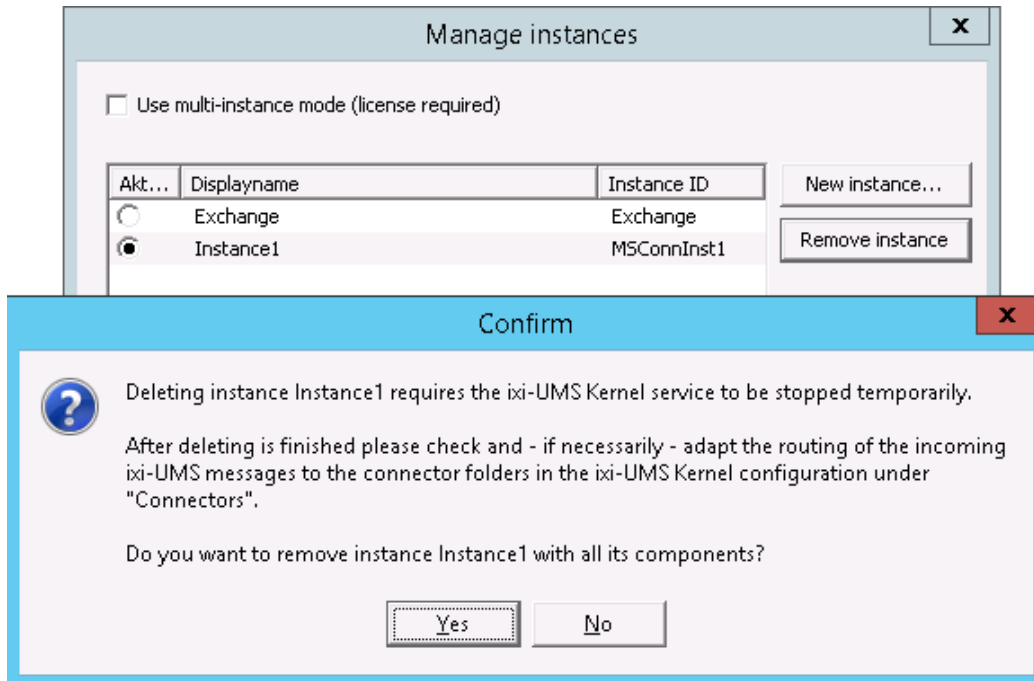 Manage instances
Use multi-instance mode (license required)
Akt... Displayname Instance ID New instance...
Exchange Exchange
Instance1 MSConnInst1 Remove instance
Confirm
Deleting instance Instance1 requires the ixi-UMS Kernel service to be stopped temporarily.
After deleting is finished please check and - if necessarily - adapt the routing of the incoming
ixi-UMS messages to the connector folders in the ixi-UMS Kernel configuration under
"Connectors".
Do you want to remove instance Instance1 with all its components?
Yes No